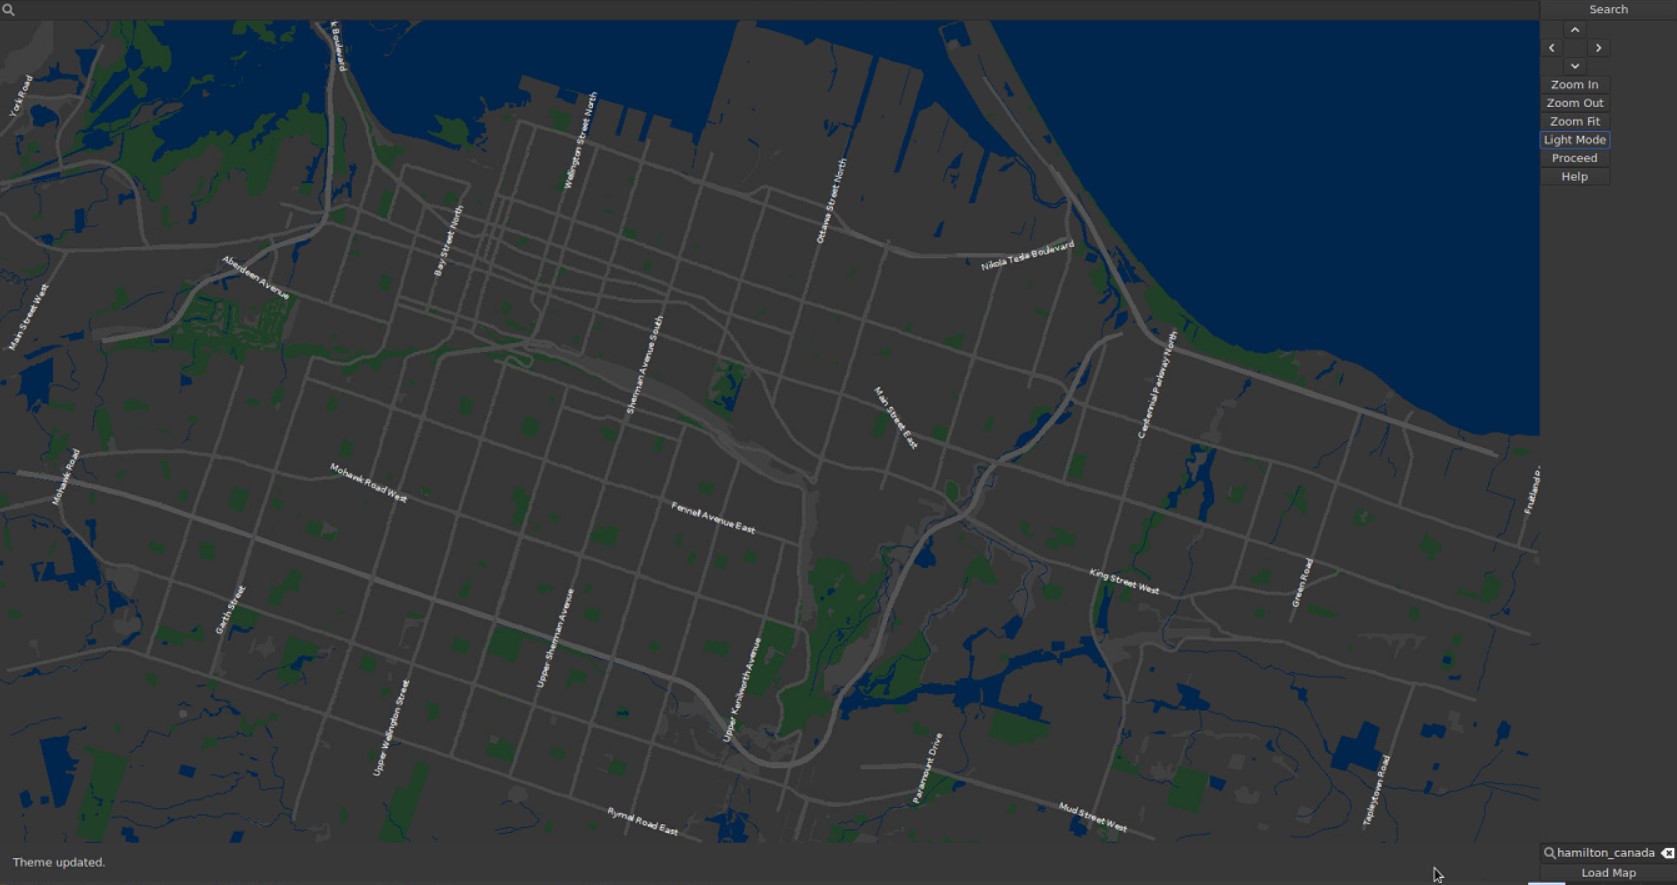 Search
k Boulevard
York Road
Wellington Street North
Ottawa Street North
Bay Street North
Nikola Tesla Boulevard
Aberdeen Avenue
Main Street West
Sherman Avenue South
Centennial Parkway North
Main Street East
Mohawk Road
Mohawk Road West
Fennell Avenue East
Fruitland R
King Street West
Green Road
Garth Street
Upper Sherman Avenue
Upper Kenilworth Avenue
Upper Wellington Street
Paramount Drive
Tapleytown Road
Rymal Road East
Mud Street West
Zoom In
Zoom Out
Zoom Fit
Light Mode
Proceed
Help
Theme updated.
hamilton_canada
Load Map